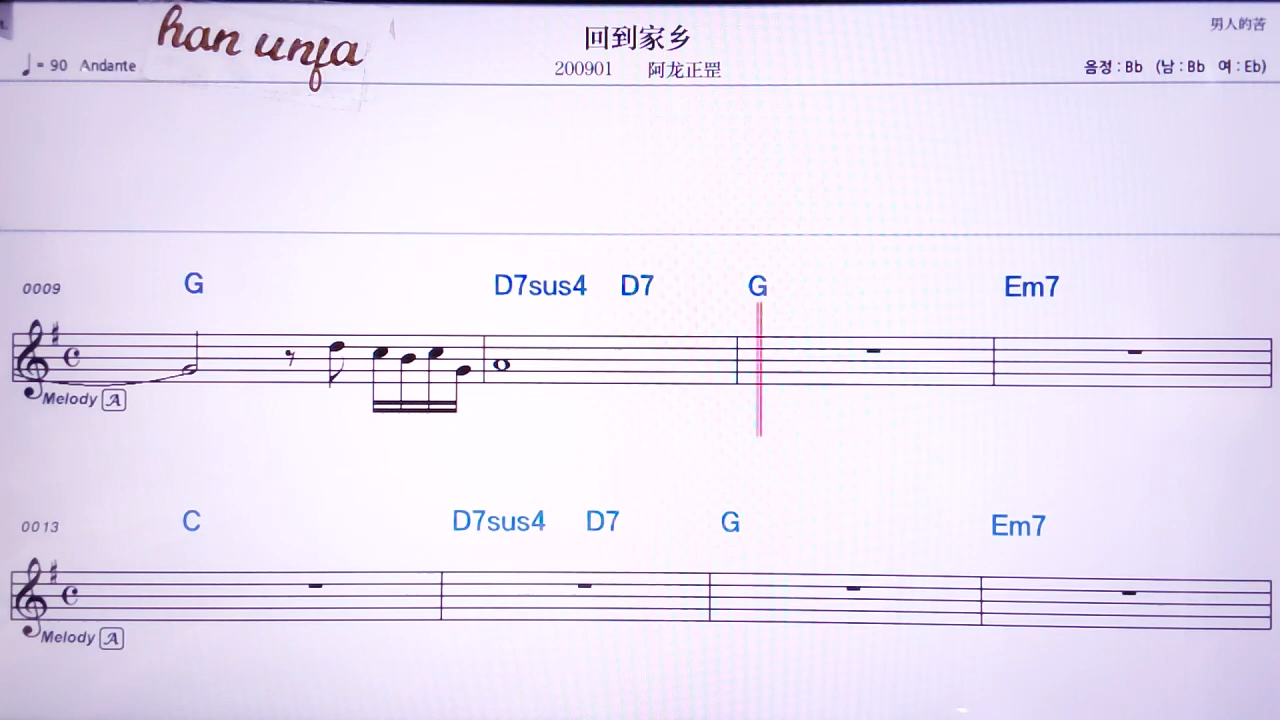 han unfa
回到家乡
男人的苦
♩= 90 Andante
200901 阿龙正罡
음정 : Bb (남 : Bb 여 : Eb)
0009 G D7sus4 D7 G Em7
Melody A
0013 C D7sus4 D7 G Em7
Melody A